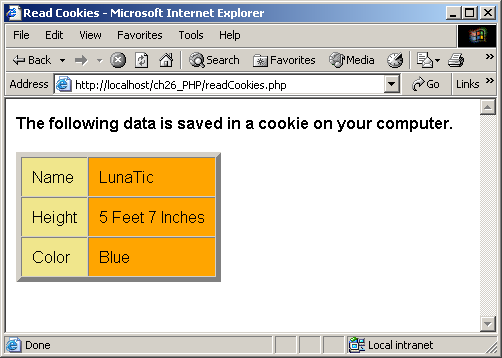 Read Cookies - Microsoft Internet Explorer
File Edit View Favorites Tools Help
Back Search Favorites Media
Address http://localhost/ch26_PHP/readCookies.php Go Links »
The following data is saved in a cookie on your computer.
Name LunaTic
Height 5 Feet 7 Inches
Color Blue
Done Local intranet